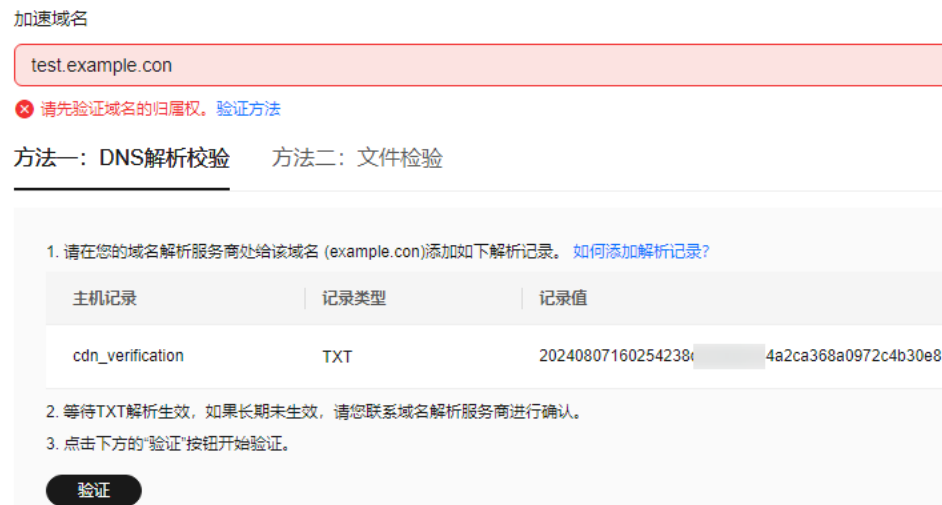 加速域名
test.example.con
请先验证域名的归属权。验证方法
方法一：DNS解析校验 方法二：文件检验
1. 请在您的域名解析服务商处给该域名 (example.con)添加如下解析记录。 如何添加解析记录?
主机记录 记录类型 记录值
cdn_verification TXT 20240807160254238 4a2ca368a0972c4b30e8
2. 等待TXT解析生效，如果长期未生效，请您联系域名解析服务商进行确认。
3. 点击下方的“验证”按钮开始验证。
验证